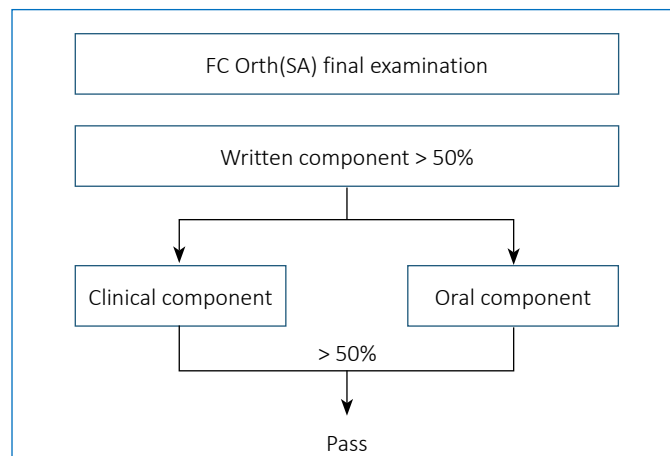 FC Orth(SA) final examination
Written component > 50%
Clinical component
Oral component
> 50%
Pass